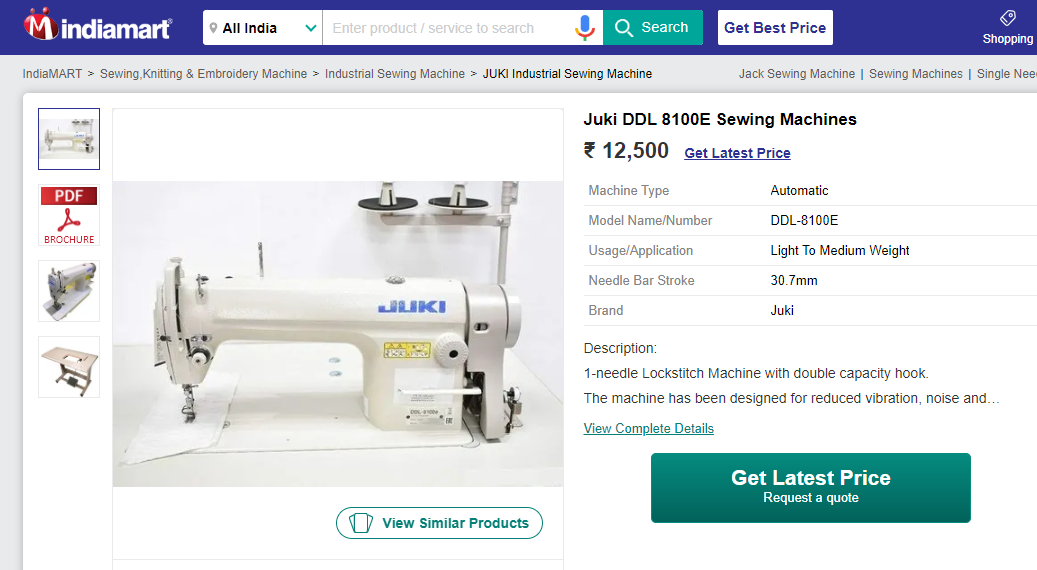 indiamart
All India
Enter product / service to search
Search
Get Best Price
Shopping
IndiaMART > Sewing,Knitting & Embroidery Machine > Industrial Sewing Machine > JUKI Industrial Sewing Machine
Jack Sewing Machine | Sewing Machines | Single Nee
PDF
BROCHURE
JUKI
DDL-8100e
View Similar Products
Juki DDL 8100E Sewing Machines
₹ 12,500 Get Latest Price
Machine Type Automatic
Model Name/Number DDL-8100E
Usage/Application Light To Medium Weight
Needle Bar Stroke 30.7mm
Brand Juki
Description:
1-needle Lockstitch Machine with double capacity hook.
The machine has been designed for reduced vibration, noise and…
View Complete Details
Get Latest Price
Request a quote